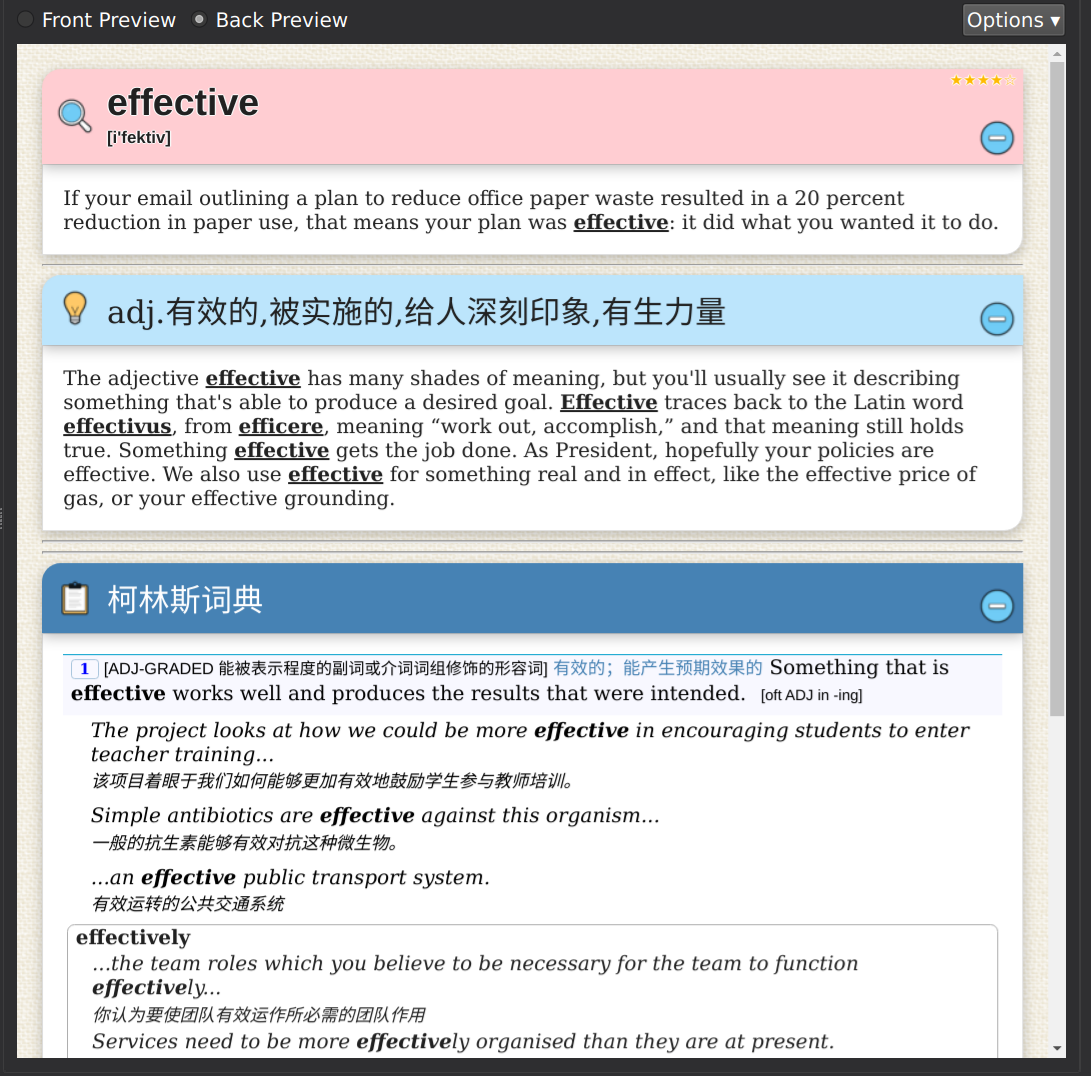 Front Preview Back Preview Options ▾
★★★★☆
effective
[i'fektiv]
If your email outlining a plan to reduce office paper waste resulted in a 20 percent
reduction in paper use, that means your plan was effective: it did what you wanted it to do.
adj.有效的,被实施的,给人深刻印象,有生力量
The adjective effective has many shades of meaning, but you'll usually see it describing
something that's able to produce a desired goal. Effective traces back to the Latin word
effectivus, from efficere, meaning “work out, accomplish,” and that meaning still holds
true. Something effective gets the job done. As President, hopefully your policies are
effective. We also use effective for something real and in effect, like the effective price of
gas, or your effective grounding.
柯林斯词典
1 [ADJ-GRADED 能被表示程度的副词或介词词组修饰的形容词] 有效的；能产生预期效果的 Something that is
effective works well and produces the results that were intended. [oft ADJ in -ing]
The project looks at how we could be more effective in encouraging students to enter
teacher training...
该项目着眼于我们如何能够更加有效地鼓励学生参与教师培训。
Simple antibiotics are effective against this organism...
一般的抗生素能够有效对抗这种微生物。
...an effective public transport system.
有效运转的公共交通系统
effectively
...the team roles which you believe to be necessary for the team to function
effectively...
你认为要使团队有效运作所必需的团队作用
Services need to be more effectively organised than they are at present.